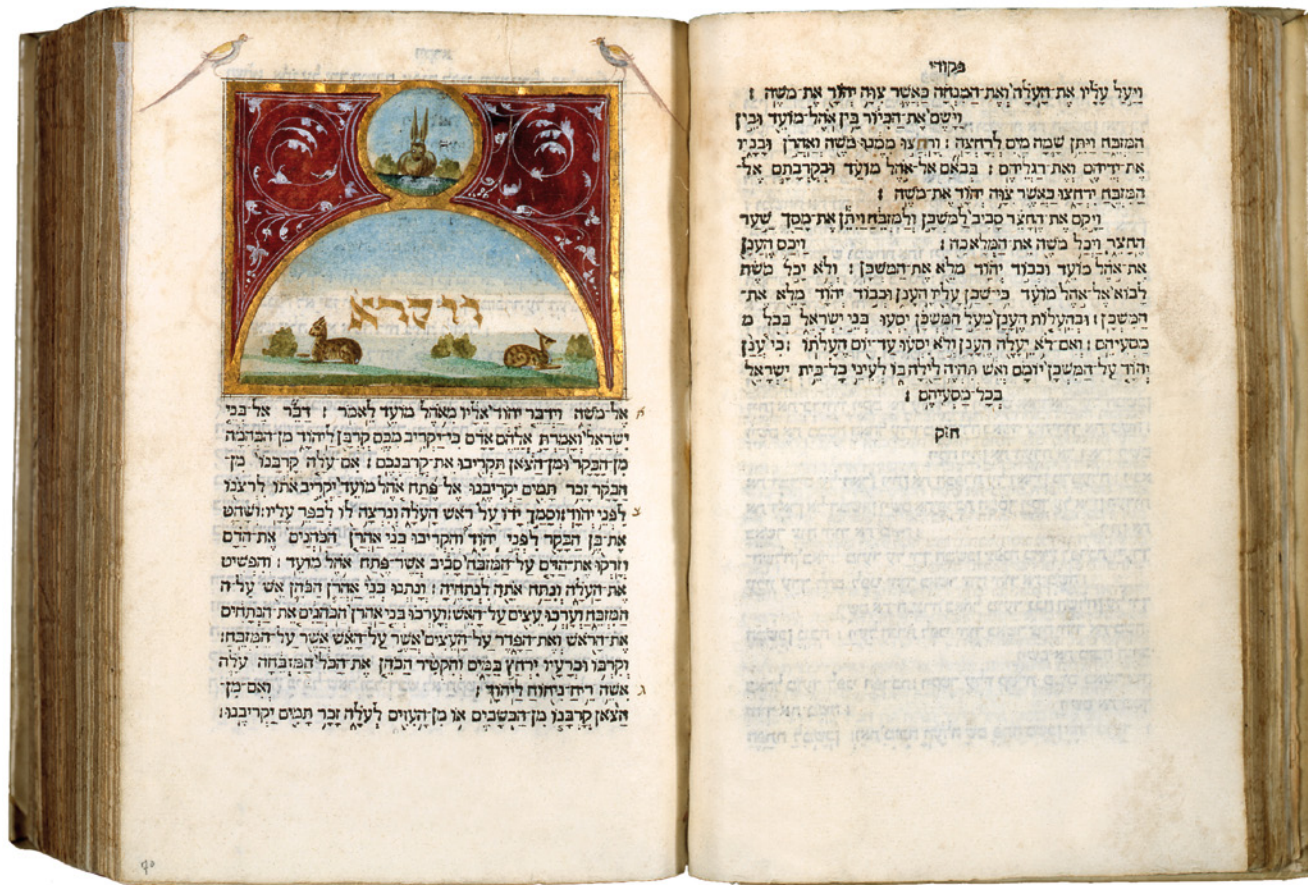 פקודי
ויעל עליו את־העלה ואת־המנחה כאשר צוה יהוד את־משה :
וישם את־הכיור בין־אהל־מועד ובין
המזבח ויתן שמה מים לרחצה : ורחצו ממנו משה ואהרן ובניו
את־ידיהם ואת־רגליהם : בבאם אל־אהל מועד ובקרבתם אל־
המזבח ירחצו כאשר צוה יהוד את־משה :
ויקם את־החצר סביב למשכן ולמזבח ויתן את־מסך שער
החצר ויכל משה את־המלאכה : ויכס הענן
את־אהל מועד וכבוד יהוד מלא את־המשכן : ולא יכל משה
לבוא אל־אהל מועד כי־שכן עליו הענן וכבוד יהוד מלא את־
המשכן : ובהעלות הענן מעל המשכן יסעו בני ישראל בכל מ
מסעיהם : ואם־לא יעלה הענן ולא יסעו עד־יום העלתו : כי ענן
יהוד על־המשכן יומם ואש תהיה לילה בו לעיני כל־בית ישראל
בכל־מסעיהם :
חזק
ויקרא
אל־משה וידבר יהוד אליו מאהל מועד לאמר : דבר אל־בני א
ישראל ואמרת אלהם אדם כי־יקריב מכם קרבן ליהוד מן־הבהמה
מן־הבקר ומן־הצאן תקריבו את־קרבנכם : אם־עלה קרבנו מן־
הבקר זכר תמים יקריבנו אל־פתח אהל מועד יקריב אתו לרצנו
לפני יהוד : וסמך ידו על ראש העלה ונרצה לו לכפר עליו : ושחט ב
את־בן הבקר לפני יהוד והקריבו בני אהרן הכהנים את־הדם
וזרקו את־הדם על־המזבח סביב אשר־פתח אהל מועד : והפשיט
את־העלה ונתח אתה לנתחיה : ונתנו בני אהרן הכהן אש על־ה
המזבח וערכו עצים על־האש : וערכו בני אהרן הכהנים את הנתחים
את־הראש ואת־הפדר על־העצים אשר על־האש אשר על־המזבח :
וקרבו וכרעיו ירחץ במים והקטיר הכהן את־הכל המזבחה עלה
אשה ריח־ניחוח ליהוד : ואם־מן־ ג
הצאן קרבנו מן־הכשבים או מן־העזים לעלה זכר תמים יקריבנו :